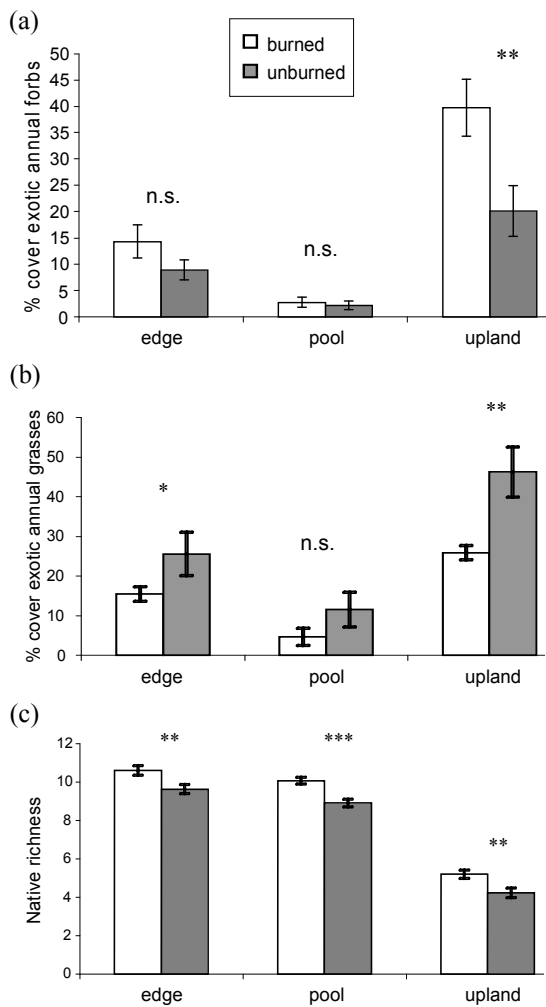 (a)
burned
unburned
% cover exotic annual forbs
50
45
40
35
30
25
20
15
10
5
0
n.s.
n.s.
**
edge pool upland
(b)
% cover exotic annual grasses
60
50
40
30
20
10
0
*
n.s.
**
edge pool upland
(c)
Native richness
12
10
8
6
4
2
0
**
***
**
edge pool upland